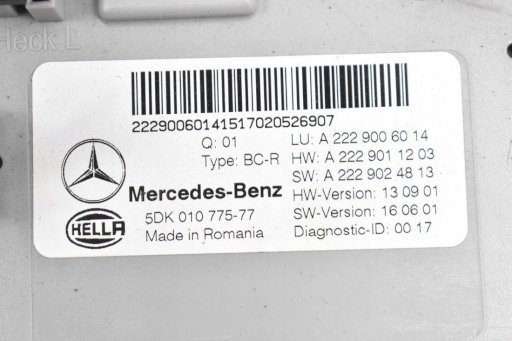 Heck L
22290060141517020526907
Q: 01
Type: BC-R
LU: A 222 900 60 14
HW: A 222 901 12 03
SW: A 222 902 48 13
HW-Version: 13 09 01
SW-Version: 16 06 01
Diagnostic-ID: 00 17
Mercedes-Benz
HELLA
5DK 010 775-77
Made in Romania